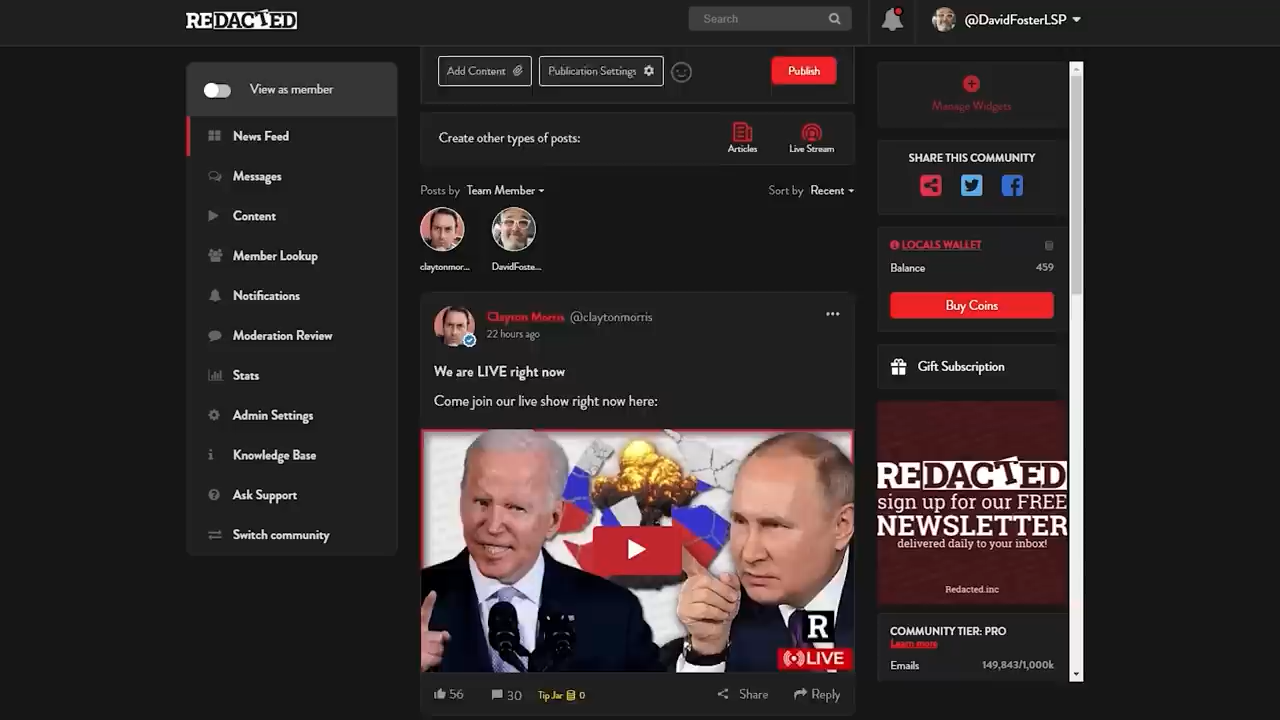 REDACTED
Search
@DavidFosterLSP
View as member
News Feed
Messages
Content
Member Lookup
Notifications
Moderation Review
Stats
Admin Settings
Knowledge Base
Ask Support
Switch community
Add Content
Publication Settings
Publish
Create other types of posts:
Articles
Live Stream
Posts by Team Member
Sort by Recent
claytonmor...
DavidFoste...
Clayton Morris @claytonmorris
22 hours ago
We are LIVE right now
Come join our live show right now here:
R
LIVE
56
30
Tip Jar 0
Share
Reply
Manage Widgets
SHARE THIS COMMUNITY
LOCALS WALLET
Balance 459
Buy Coins
Gift Subscription
REDACTED
sign up for our FREE
NEWSLETTER
delivered daily to your inbox!
Redacted.inc
COMMUNITY TIER: PRO
Learn more
Emails 149,843/1,000k